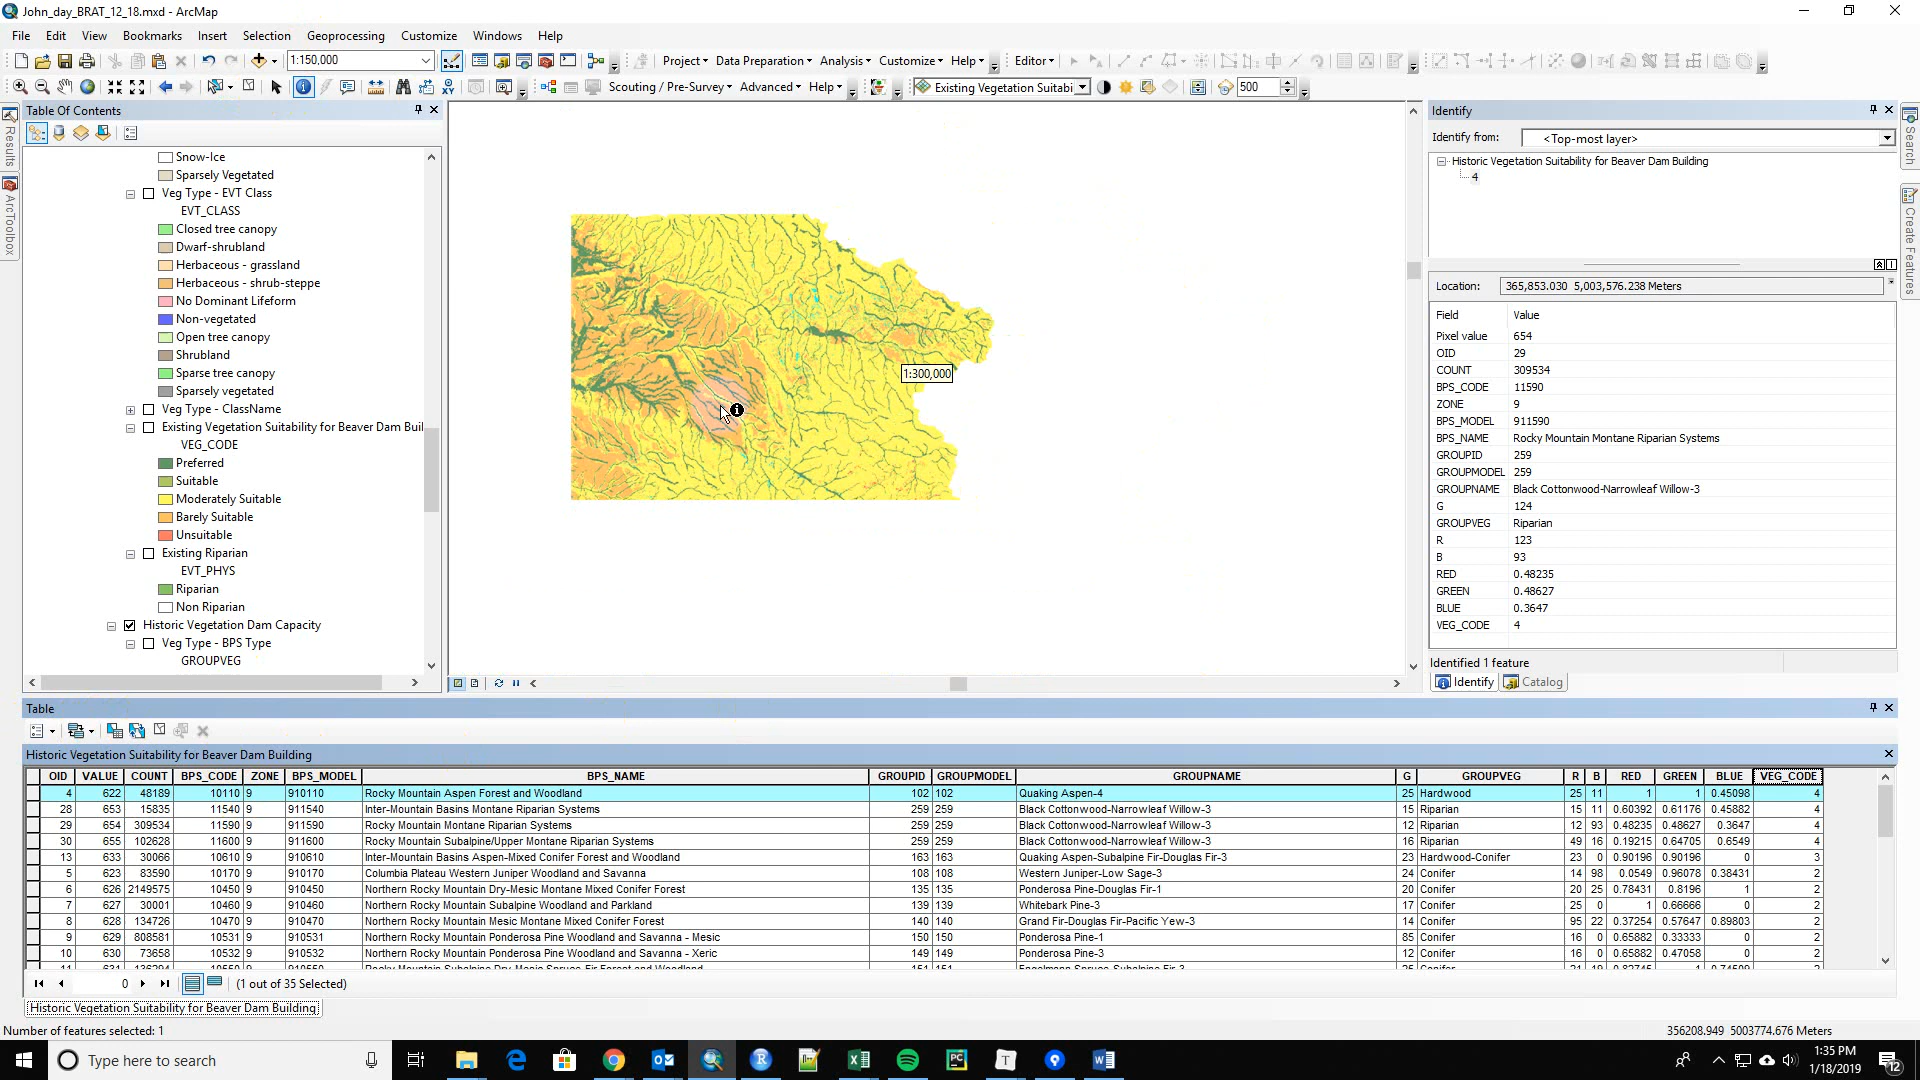 John_day_BRAT_12_18.mxd - ArcMap
File Edit View Bookmarks Insert Selection Geoprocessing Customize Windows Help
1:150,000 Project Data Preparation Analysis Customize Help Editor
Scouting / Pre-Survey Advanced Help Existing Vegetation Suitabi 500
Table Of Contents
Results
ArcToolbox
Snow-Ice
Sparsely Vegetated
Veg Type - EVT Class
EVT_CLASS
Closed tree canopy
Dwarf-shrubland
Herbaceous - grassland
Herbaceous - shrub-steppe
No Dominant Lifeform
Non-vegetated
Open tree canopy
Shrubland
Sparse tree canopy
Sparsely vegetated
Veg Type - ClassName
Existing Vegetation Suitability for Beaver Dam Buil
VEG_CODE
Preferred
Suitable
Moderately Suitable
Barely Suitable
Unsuitable
Existing Riparian
EVT_PHYS
Riparian
Non Riparian
Historic Vegetation Dam Capacity
Veg Type - BPS Type
GROUPVEG
1:300,000
Identify
Identify from: <Top-most layer>
Historic Vegetation Suitability for Beaver Dam Building
4
Location: 365,853.030 5,003,576.238 Meters
Field Value
Pixel value 654
OID 29
COUNT 309534
BPS_CODE 11590
ZONE 9
BPS_MODEL 911590
BPS_NAME Rocky Mountain Montane Riparian Systems
GROUPID 259
GROUPMODEL 259
GROUPNAME Black Cottonwood-Narrowleaf Willow-3
G 124
GROUPVEG Riparian
R 123
B 93
RED 0.48235
GREEN 0.48627
BLUE 0.3647
VEG_CODE 4
Identified 1 feature
Identify Catalog
Search
Create Features
Table
Historic Vegetation Suitability for Beaver Dam Building
OID VALUE COUNT BPS_CODE ZONE BPS_MODEL BPS_NAME GROUPID GROUPMODEL GROUPNAME G GROUPVEG R B RED GREEN BLUE VEG_CODE
4 622 48189 10110 9 910110 Rocky Mountain Aspen Forest and Woodland 102 102 Quaking Aspen-4 25 Hardwood 25 11 1 1 0.45098 4
28 653 15835 11540 9 911540 Inter-Mountain Basins Montane Riparian Systems 259 259 Black Cottonwood-Narrowleaf Willow-3 15 Riparian 15 11 0.60392 0.61176 0.45882 4
29 654 309534 11590 9 911590 Rocky Mountain Montane Riparian Systems 259 259 Black Cottonwood-Narrowleaf Willow-3 12 Riparian 12 93 0.48235 0.48627 0.3647 4
30 655 102628 11600 9 911600 Rocky Mountain Subalpine/Upper Montane Riparian Systems 259 259 Black Cottonwood-Narrowleaf Willow-3 16 Riparian 49 16 0.19215 0.64705 0.6549 4
13 633 30066 10610 9 910610 Inter-Mountain Basins Aspen-Mixed Conifer Forest and Woodland 163 163 Quaking Aspen-Subalpine Fir-Douglas Fir-3 23 Hardwood-Conifer 23 0 0.90196 0.90196 0 3
5 623 83590 10170 9 910170 Columbia Plateau Western Juniper Woodland and Savanna 108 108 Western Juniper-Low Sage-3 24 Conifer 14 98 0.0549 0.96078 0.38431 2
6 626 2149575 10450 9 910450 Northern Rocky Mountain Dry-Mesic Montane Mixed Conifer Forest 135 135 Ponderosa Pine-Douglas Fir-1 20 Conifer 20 25 0.78431 0.8196 1 2
7 627 30001 10460 9 910460 Northern Rocky Mountain Subalpine Woodland and Parkland 139 139 Whitebark Pine-3 17 Conifer 25 0 1 0.66666 0 2
8 628 134726 10470 9 910470 Northern Rocky Mountain Mesic Montane Mixed Conifer Forest 140 140 Grand Fir-Douglas Fir-Pacific Yew-3 14 Conifer 95 22 0.37254 0.57647 0.89803 2
9 629 808581 10531 9 910531 Northern Rocky Mountain Ponderosa Pine Woodland and Savanna - Mesic 150 150 Ponderosa Pine-1 85 Conifer 16 0 0.65882 0.33333 0 2
10 630 73658 10532 9 910532 Northern Rocky Mountain Ponderosa Pine Woodland and Savanna - Xeric 149 149 Ponderosa Pine-3 12 Conifer 16 0 0.65882 0.47058 0 2
0 (1 out of 35 Selected)
Historic Vegetation Suitability for Beaver Dam Building
Number of features selected: 1 356208.949 5003774.676 Meters
Type here to search
1:35 PM
1/18/2019
12